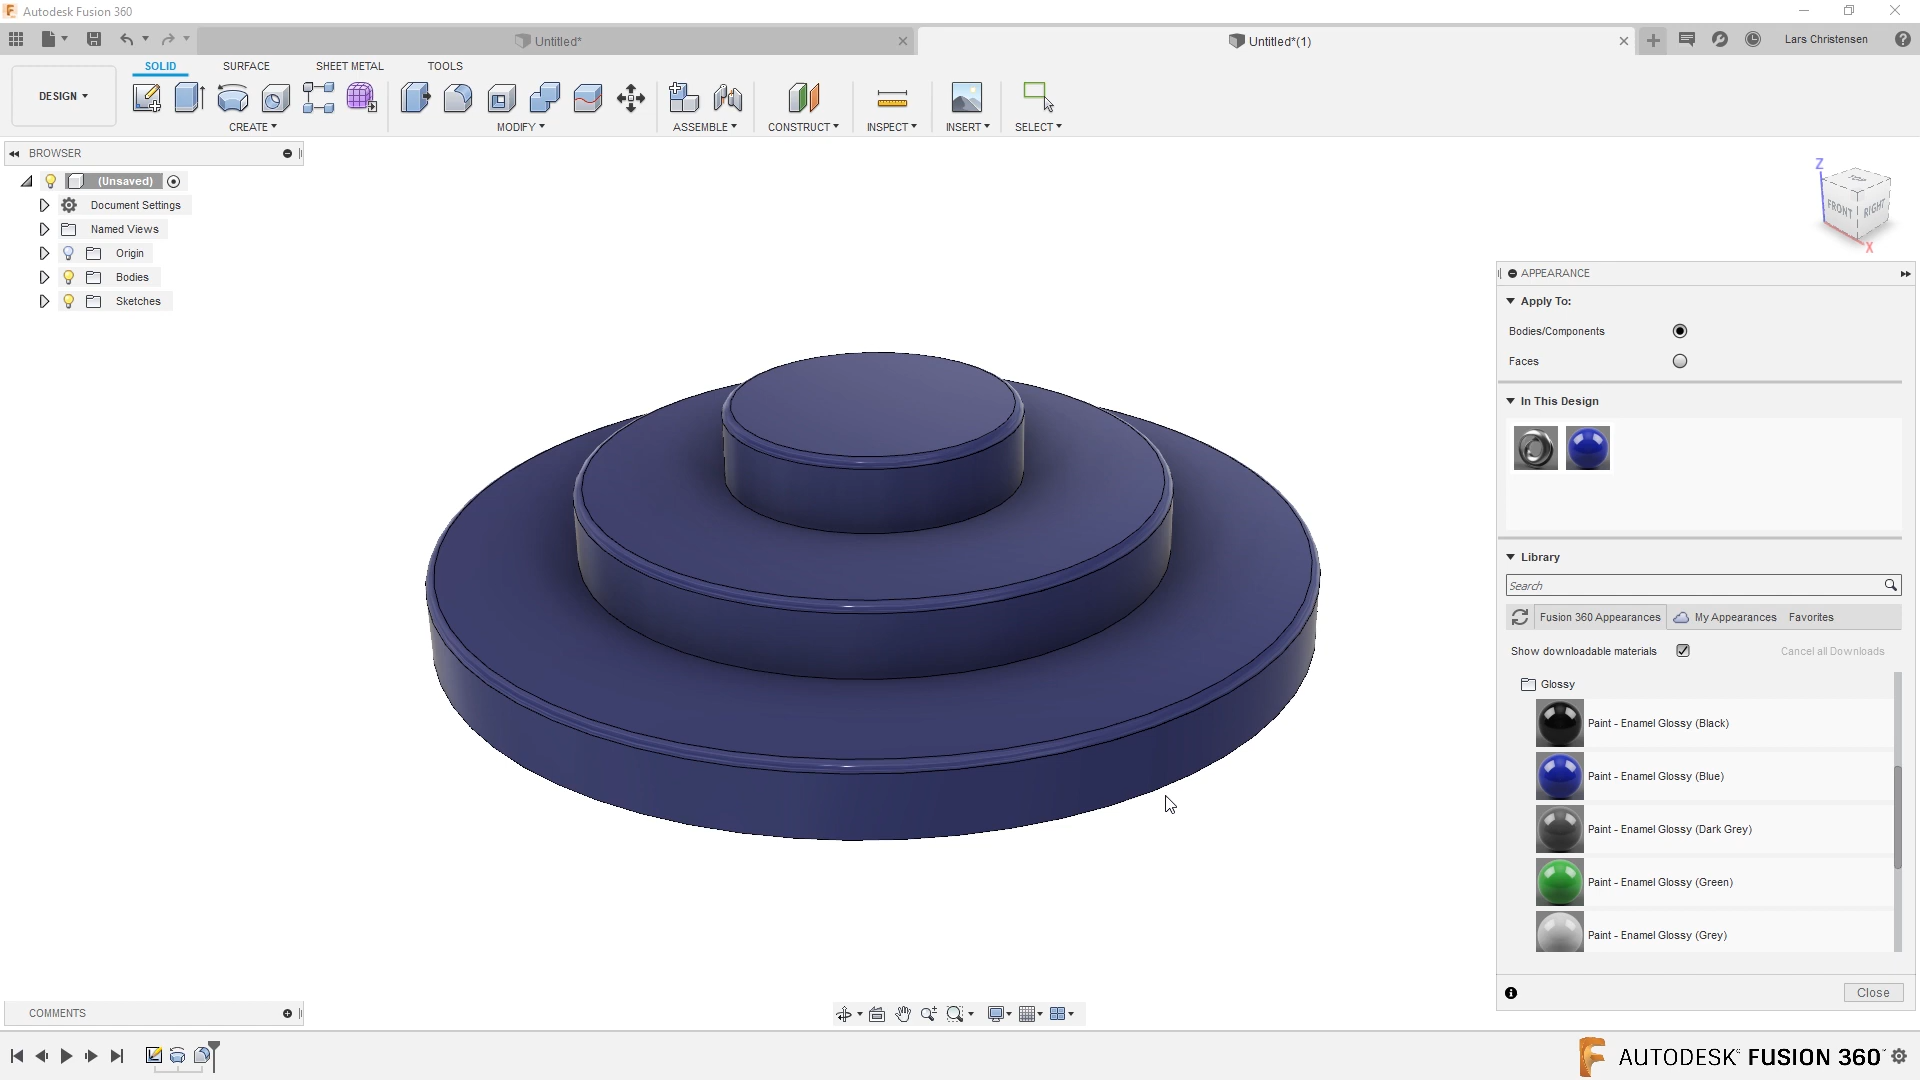 Autodesk Fusion 360
Untitled*
Untitled*(1)
Lars Christensen
DESIGN
SOLID
SURFACE
SHEET METAL
TOOLS
CREATE
MODIFY
ASSEMBLE
CONSTRUCT
INSPECT
INSERT
SELECT
BROWSER
(Unsaved)
Document Settings
Named Views
Origin
Bodies
Sketches
Z
TOP
FRONT
RIGHT
X
APPEARANCE
Apply To:
Bodies/Components
Faces
In This Design
Library
Search
Fusion 360 Appearances
My Appearances
Favorites
Show downloadable materials
Cancel all Downloads
Glossy
Paint - Enamel Glossy (Black)
Paint - Enamel Glossy (Blue)
Paint - Enamel Glossy (Dark Grey)
Paint - Enamel Glossy (Green)
Paint - Enamel Glossy (Grey)
Close
COMMENTS
AUTODESK® FUSION 360™